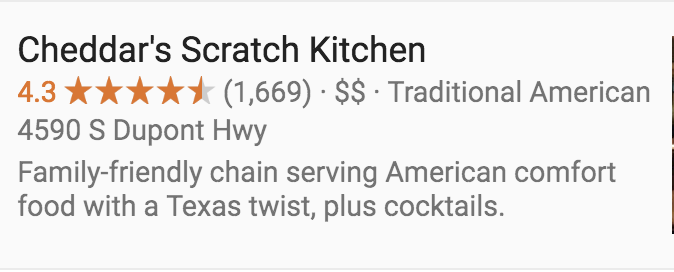 Cheddar's Scratch Kitchen
4.3 ★★★★★ (1,669) · $$ · Traditional American
4590 S Dupont Hwy
Family-friendly chain serving American comfort
food with a Texas twist, plus cocktails.